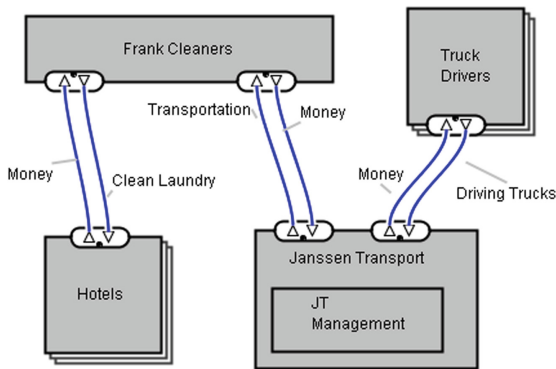 Frank Cleaners
Truck
Drivers
Transportation
Money
Money
Clean Laundry
Money
Driving Trucks
Hotels
Janssen Transport
JT
Management